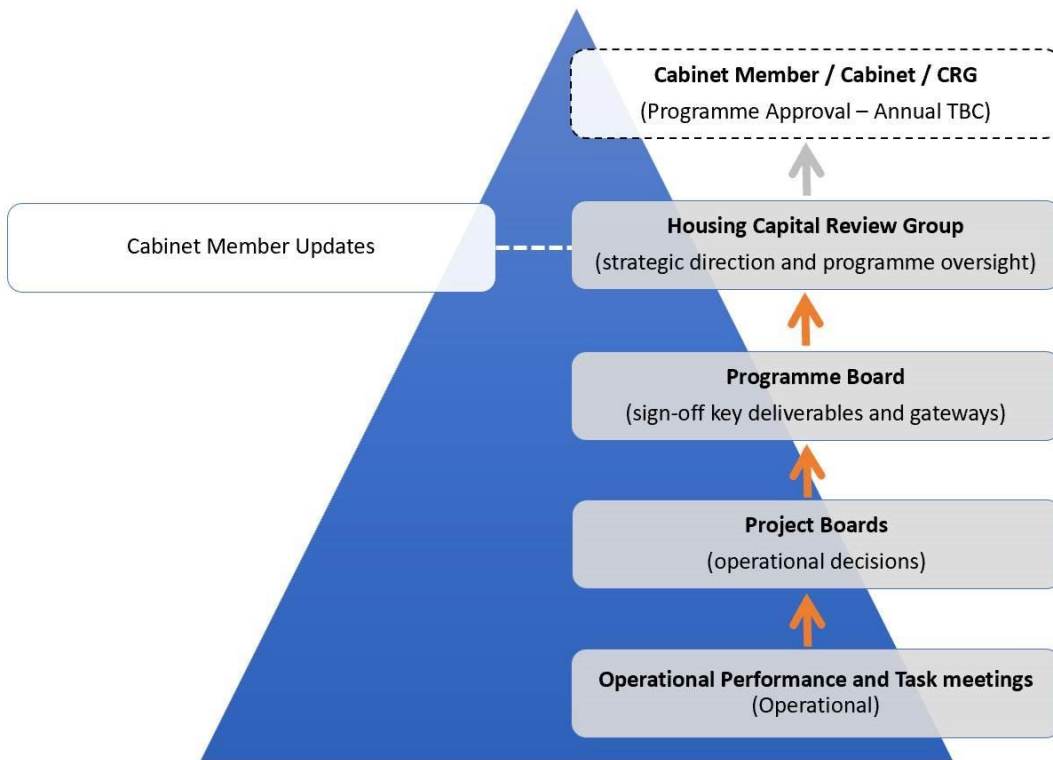 Cabinet Member / Cabinet / CRG
(Programme Approval – Annual TBC)
Housing Capital Review Group
(strategic direction and programme oversight)
Cabinet Member Updates
Programme Board
(sign-off key deliverables and gateways)
Project Boards
(operational decisions)
Operational Performance and Task meetings
(Operational)